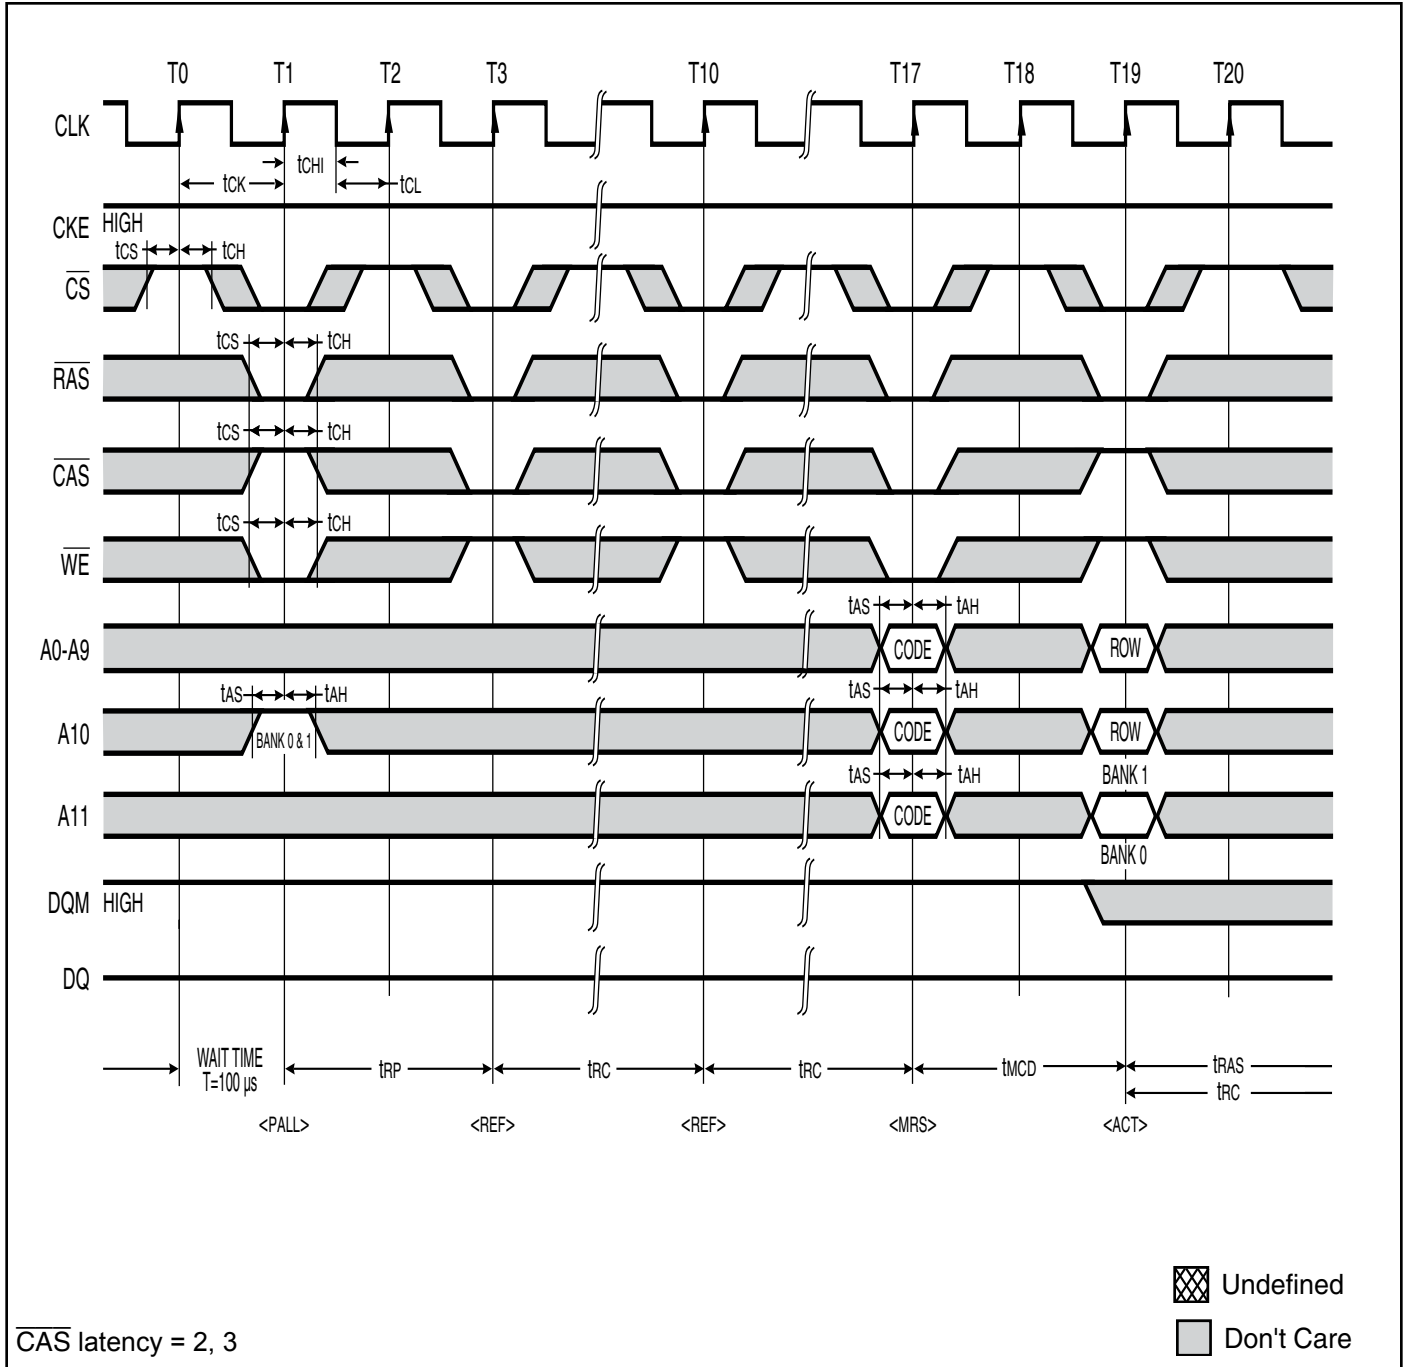 T0 T1 T2 T3 T10 T17 T18 T19 T20
CLK
tCHI
tCK tCL
CKE HIGH
tCS tCH
CS
tCS tCH
RAS
tCS tCH
CAS
tCS tCH
WE
tAS tAH
A0-A9 CODE ROW
tAS tAH tAS tAH
A10 BANK 0 & 1 CODE ROW
tAS tAH BANK 1
A11 CODE
BANK 0
DQM HIGH
DQ
WAIT TIME
T=100 µs
tRP tRC tRC tMCD tRAS
tRC
<PALL> <REF> <REF> <MRS> <ACT>
Undefined
CAS latency = 2, 3
Don't Care